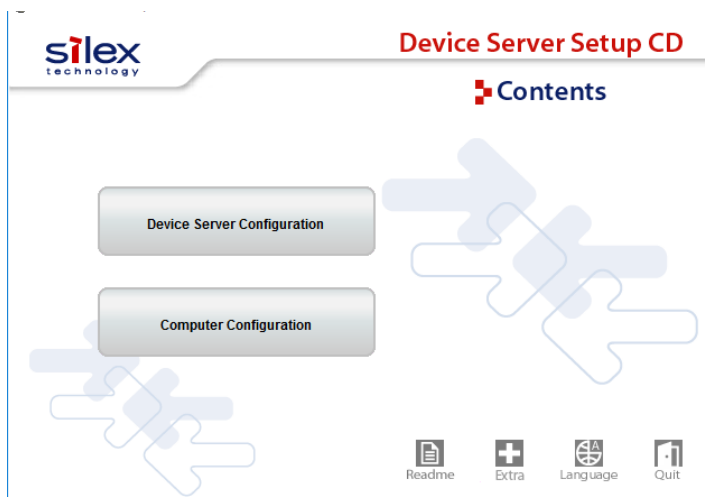 silex
technology
Device Server Setup CD
Contents
Device Server Configuration
Computer Configuration
Readme
Extra
A
Language
Quit